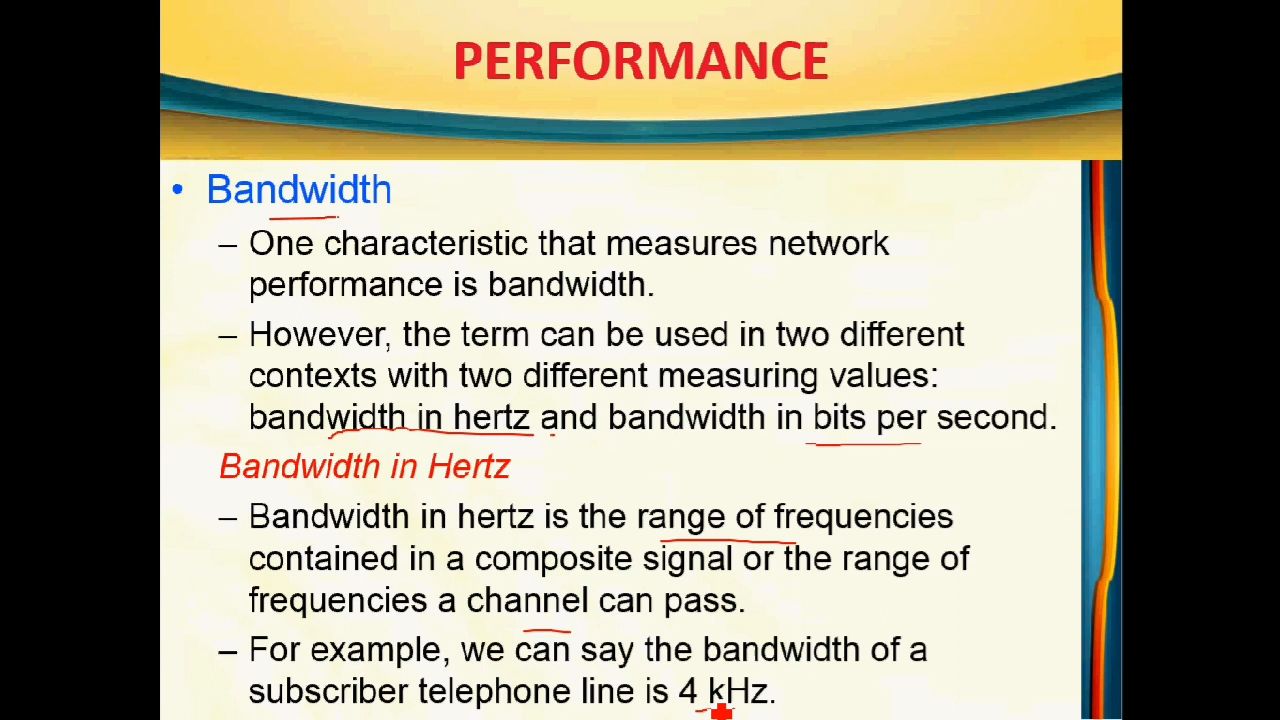 PERFORMANCE
• Bandwidth
– One characteristic that measures network
performance is bandwidth.
– However, the term can be used in two different
contexts with two different measuring values:
bandwidth in hertz and bandwidth in bits per second.
Bandwidth in Hertz
– Bandwidth in hertz is the range of frequencies
contained in a composite signal or the range of
frequencies a channel can pass.
– For example, we can say the bandwidth of a
subscriber telephone line is 4 kHz.